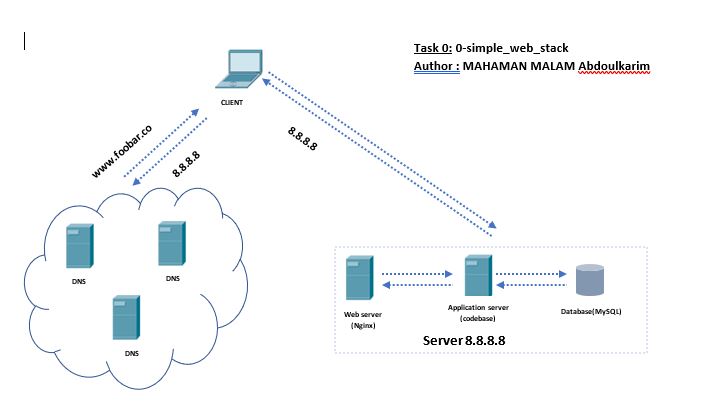 Task 0: 0-simple_web_stack
Author : MAHAMAN MALAM Abdoulkarim
CLIENT
www.foobar.co
8.8.8.8
8.8.8.8
DNS
DNS
DNS
Web server
(Nginx)
Application server
(codebase)
Database(MySQL)
Server 8.8.8.8